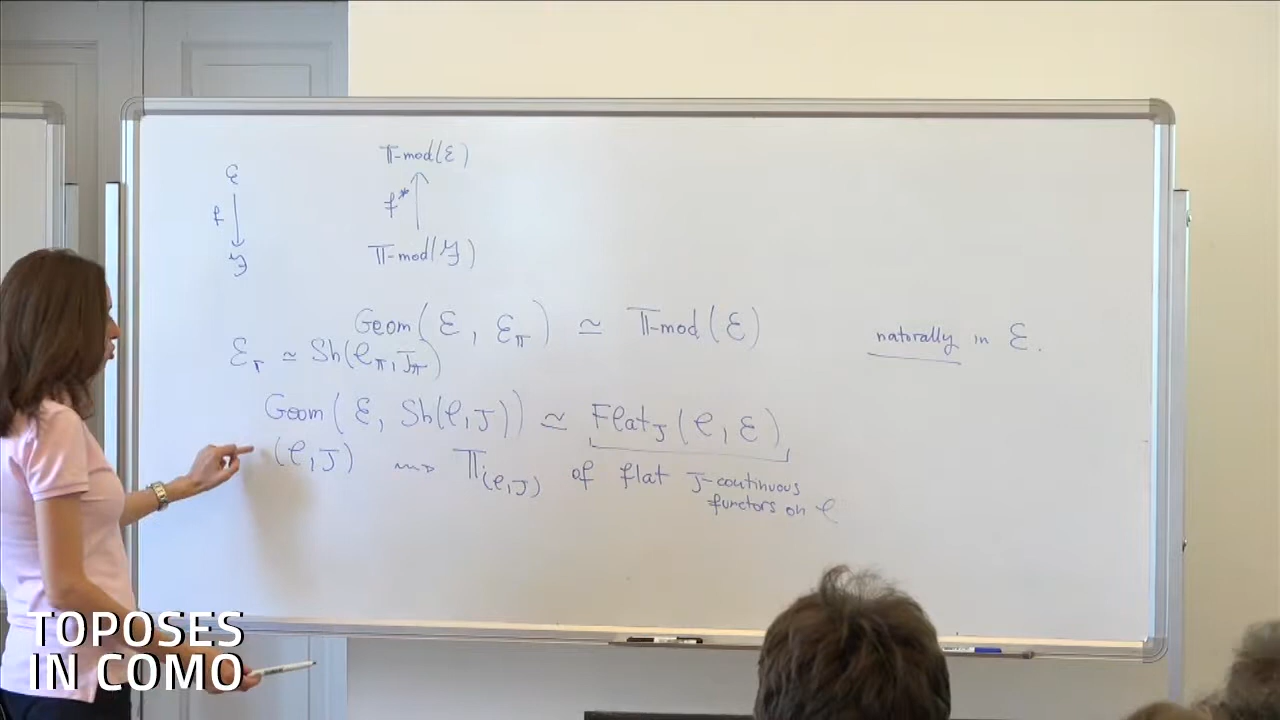 𝕋-mod(ℰ)
ℰ
f
f*
ℱ
𝕋-mod(ℱ)
Geom(ℰ, ℰ_𝕋) ≃ 𝕋-mod(ℰ) naturally in ℰ.
ℰ_𝕋 ≃ Sh(𝒞_𝕋, J_𝕋)
Geom(ℰ, Sh(𝒞,J)) ≃ Flat_J(𝒞, ℰ)
(𝒞,J) ⇝ 𝕋_(𝒞,J) of flat J-continuous
functors on 𝒞
TOPOSES
IN COMO